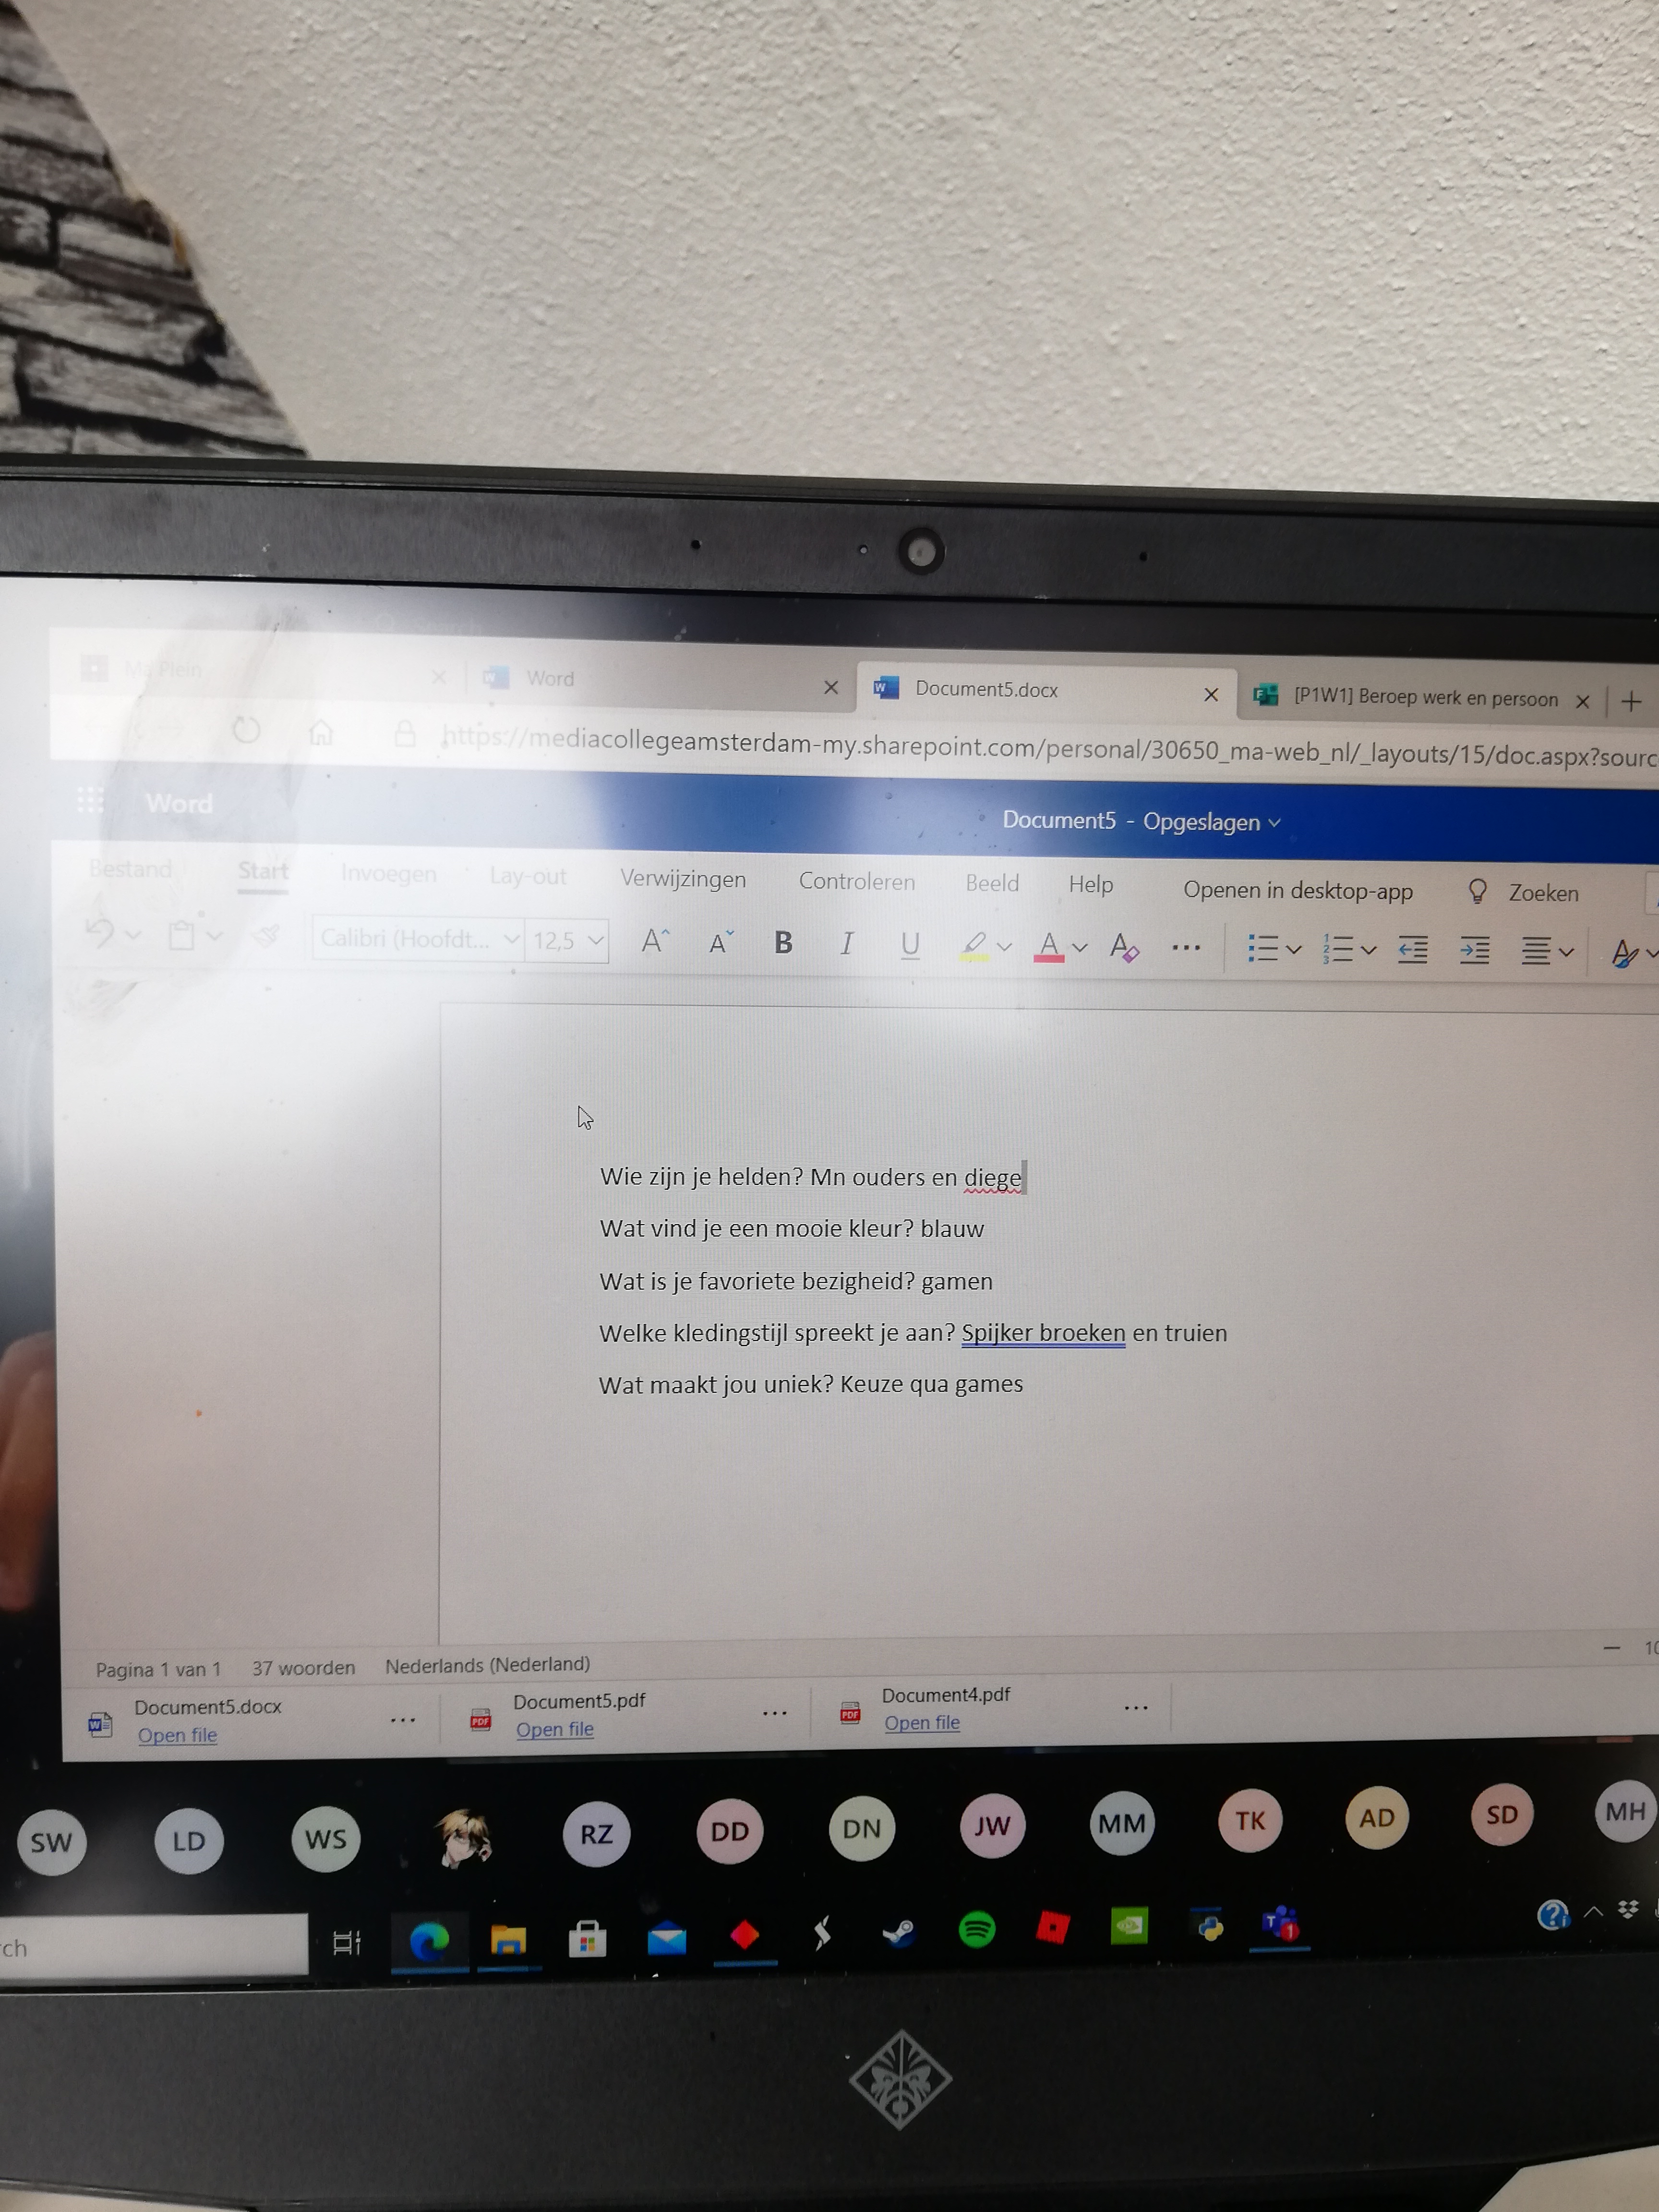 Mc Plein
Word
Document5.docx
[P1W1] Beroep werk en persoon
https://mediacollegeamsterdam-my.sharepoint.com/personal/30650_ma-web_nl/_layouts/15/doc.aspx?sourc
Word
Document5 - Opgeslagen
Bestand Start Invoegen Lay-out Verwijzingen Controleren Beeld Help Openen in desktop-app Zoeken
Calibri (Hoofdt... 12,5 A A B I U A A ...
Wie zijn je helden? Mn ouders en diege
Wat vind je een mooie kleur? blauw
Wat is je favoriete bezigheid? gamen
Welke kledingstijl spreekt je aan? Spijker broeken en truien
Wat maakt jou uniek? Keuze qua games
Pagina 1 van 1 37 woorden Nederlands (Nederland)
Document5.docx
Open file
Document5.pdf
Open file
Document4.pdf
Open file
SW LD WS RZ DD DN JW MM TK AD SD MH
rch